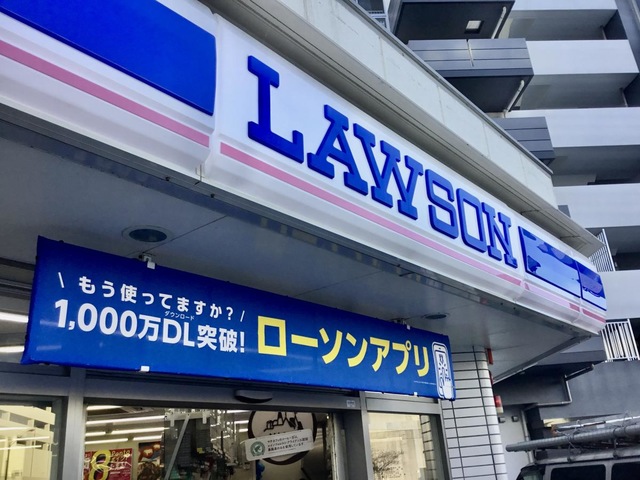 LAWSON
\ もう使ってますか? /
ダウンロード
1,000万DL突破!
ローソンアプリ